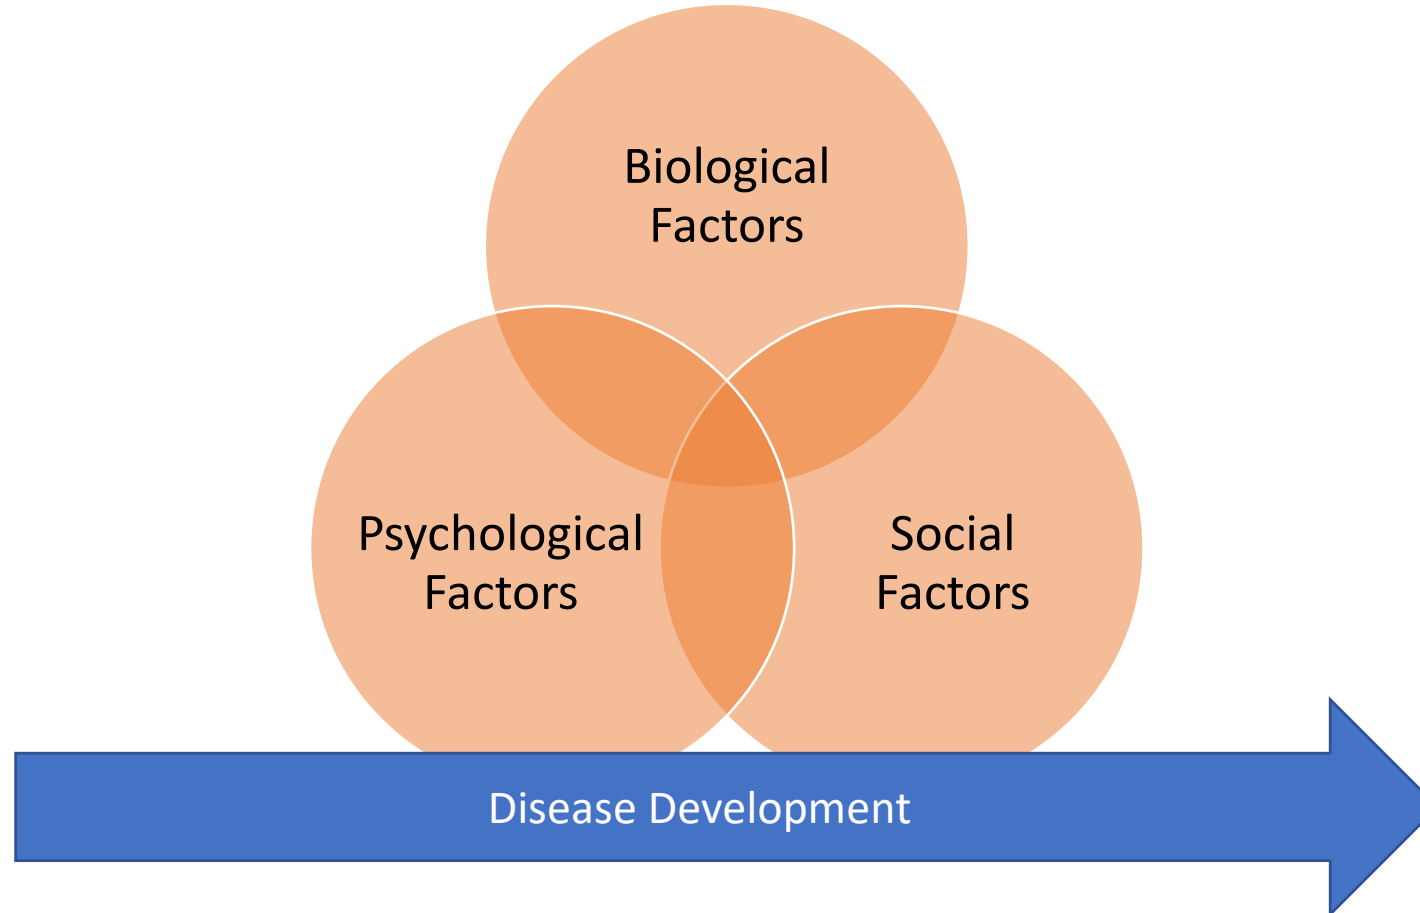 Biological
Factors
Psychological
Factors
Social
Factors
Disease Development